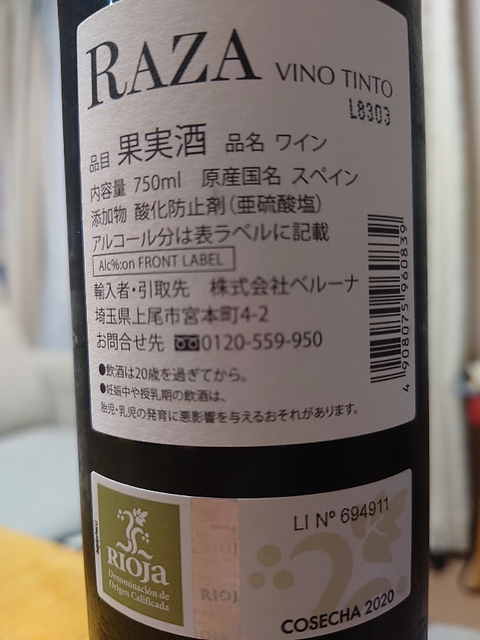 RAZA VINO TINTO
L8303
品目 果実酒 品名 ワイン
内容量 750ml 原産国名 スペイン
添加物 酸化防止剤(亜硫酸塩)
アルコール分は表ラベルに記載
Alc%:on FRONT LABEL
輸入者・引取先 株式会社ベルーナ
埼玉県上尾市宮本町4-2
お問合せ先 0120-559-950
●飲酒は20歳を過ぎてから。
●妊娠中や授乳期の飲酒は、
胎児・乳児の発育に悪影響を与えるおそれがあります。
4 908075 960839
LI Nº 694911
RIOJa
Denominación de
Origen Calificada
RIOJ
COSECHA 2020